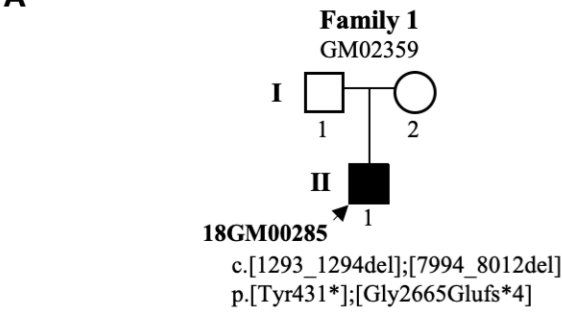 A
Family 1
GM02359
I
1 2
II
1
18GM00285
c.[1293_1294del];[7994_8012del]
p.[Tyr431*];[Gly2665Glufs*4]